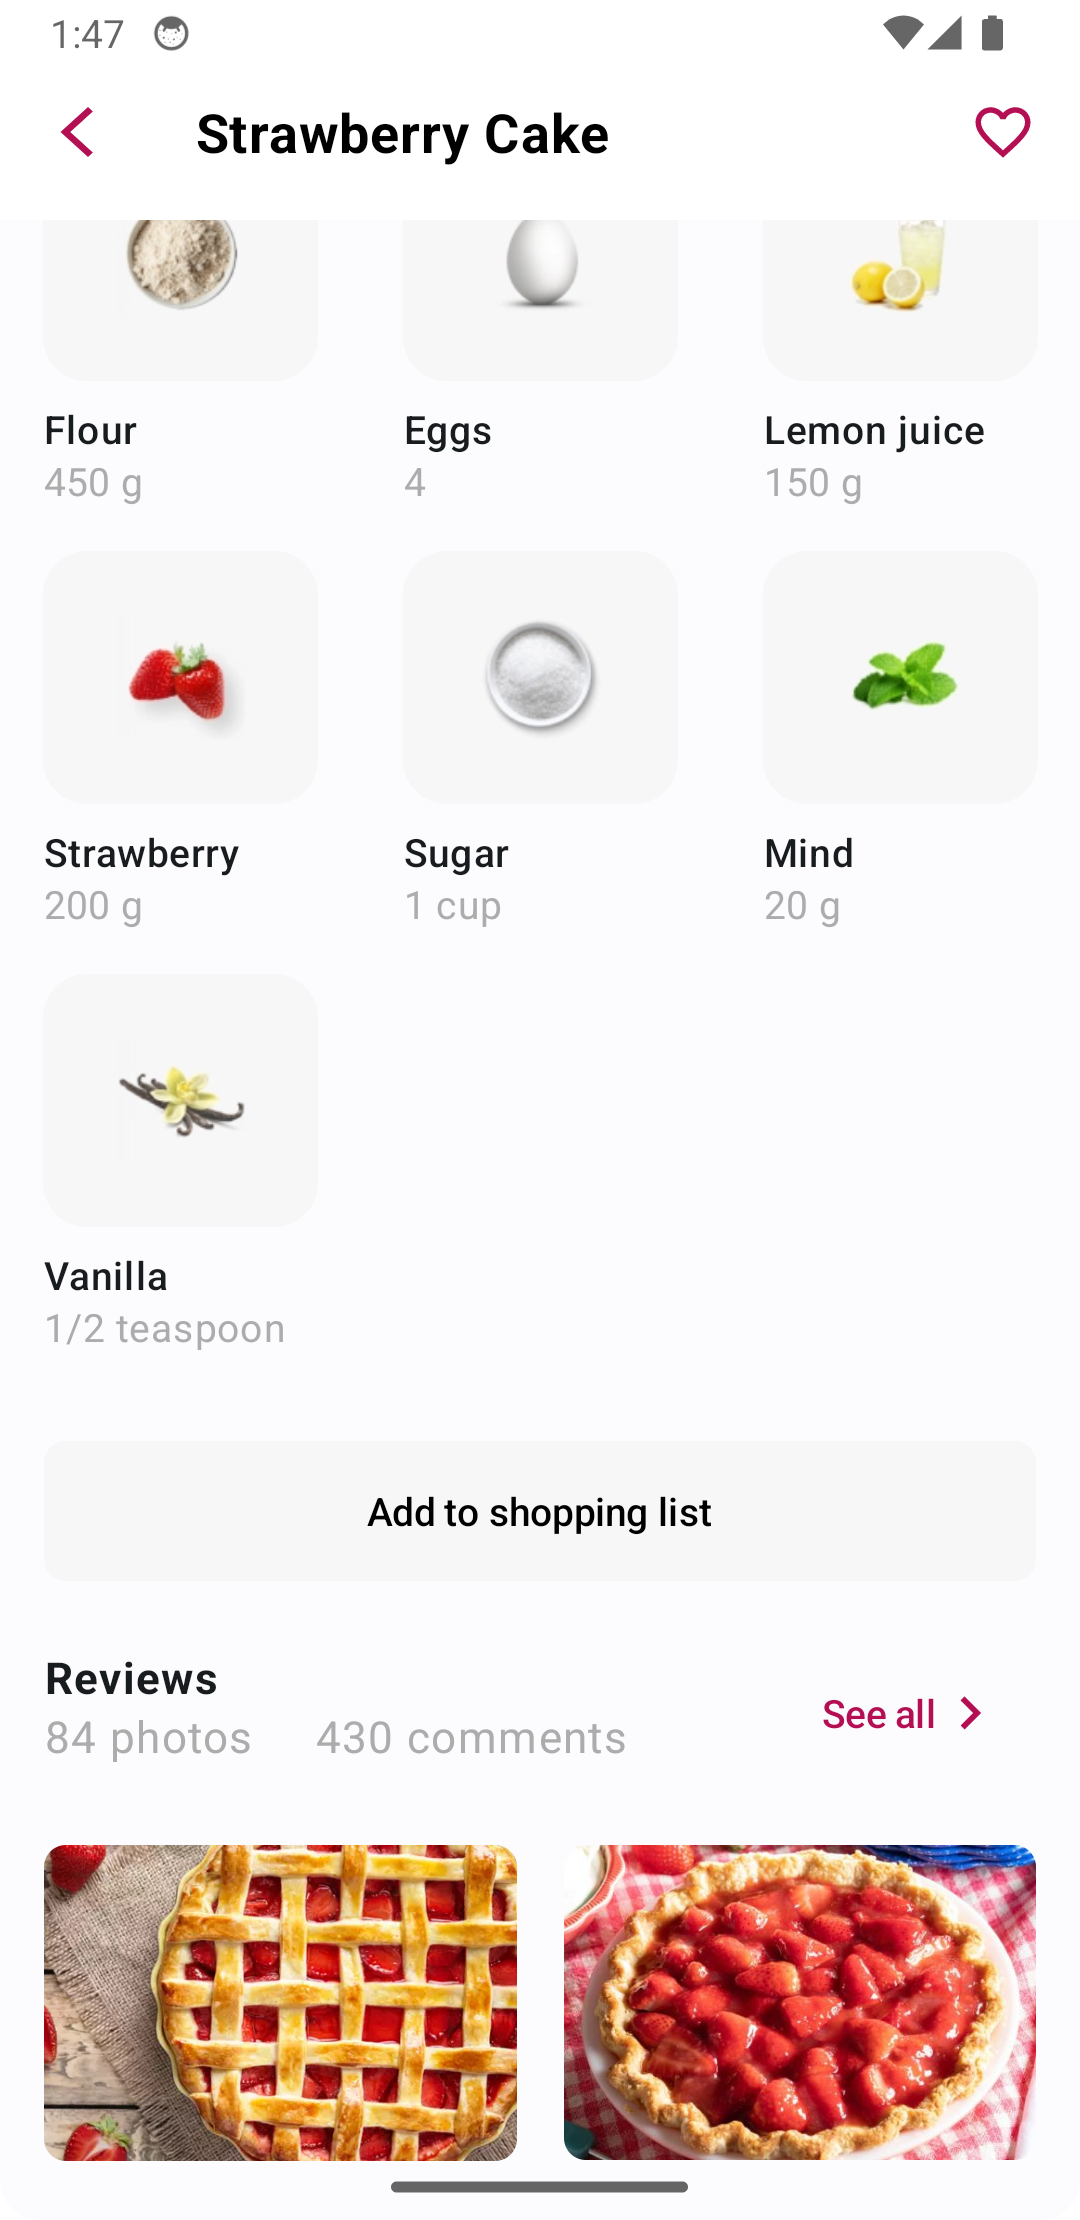 1:47
Strawberry Cake
Flour
450 g
Eggs
4
Lemon juice
150 g
Strawberry
200 g
Sugar
1 cup
Mind
20 g
Vanilla
1/2 teaspoon
Add to shopping list
Reviews
84 photos 430 comments
See all